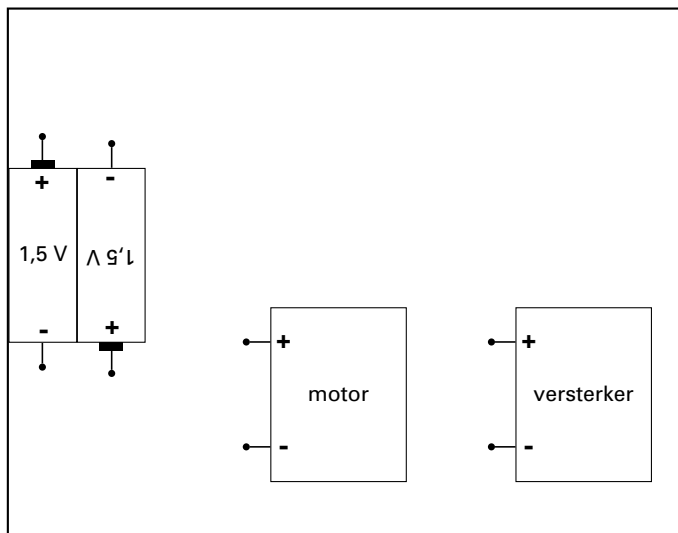 + -
1,5 V 1,5 V
- +
+ +
motor versterker
- -